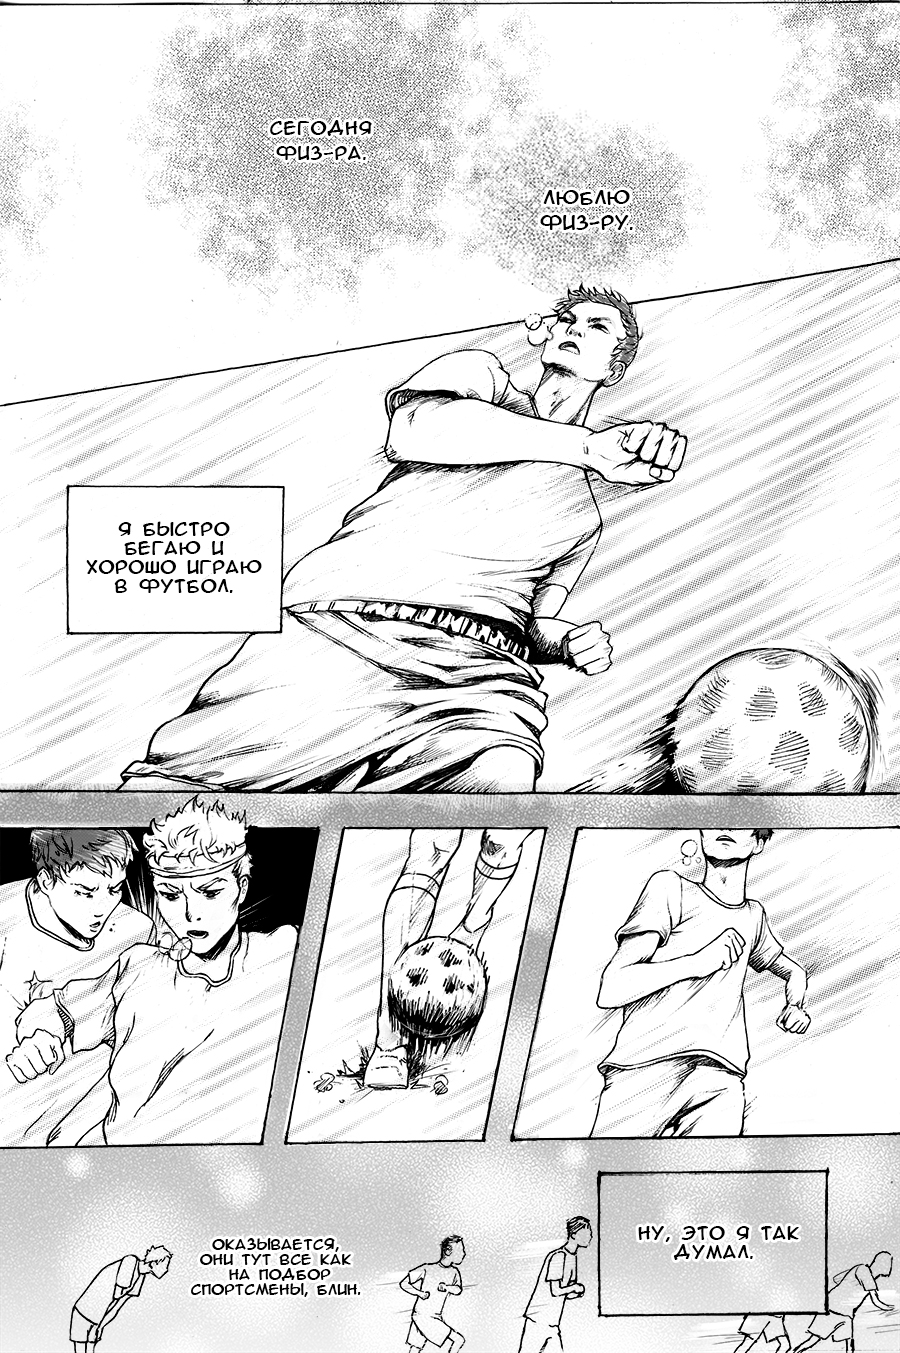 СЕГОДНЯ
ФИЗ-РА.
ЛЮБЛЮ
ФИЗ-РУ.
Я БЫСТРО
БЕГАЮ И
ХОРОШО ИГРАЮ
В ФУТБОЛ.
ОКАЗЫВАЕТСЯ,
ОНИ ТУТ ВСЕ КАК
НА ПОДБОР
СПОРТСМЕНЫ, БЛИН.
НУ, ЭТО Я ТАК
ДУМАЛ.